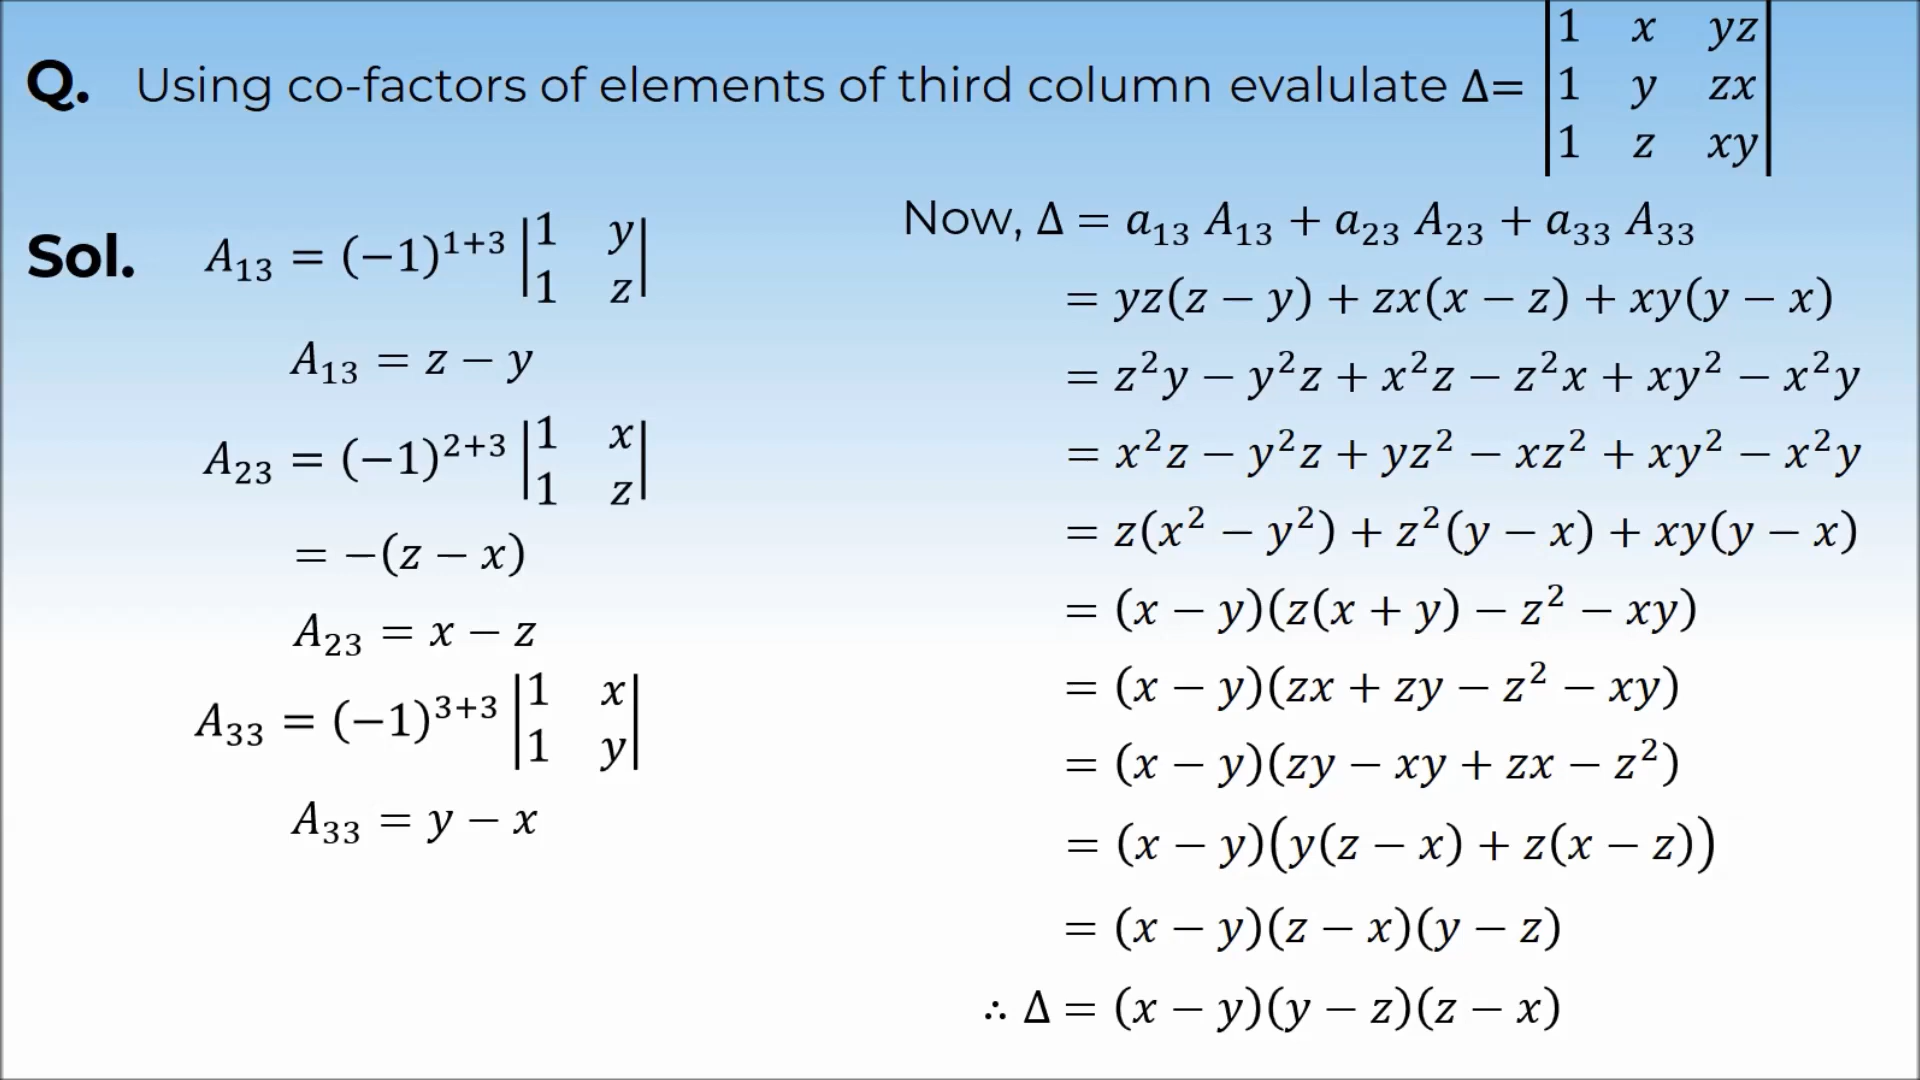 Q. Using co-factors of elements of third column evalulate Δ= |1 x yz|
|1 y zx|
|1 z xy|
Sol. A₁₃ = (−1)¹⁺³ |1 y|
|1 z|
A₁₃ = z − y
A₂₃ = (−1)²⁺³ |1 x|
|1 z|
= −(z − x)
A₂₃ = x − z
A₃₃ = (−1)³⁺³ |1 x|
|1 y|
A₃₃ = y − x
Now, Δ = a₁₃ A₁₃ + a₂₃ A₂₃ + a₃₃ A₃₃
= yz(z − y) + zx(x − z) + xy(y − x)
= z²y − y²z + x²z − z²x + xy² − x²y
= x²z − y²z + yz² − xz² + xy² − x²y
= z(x² − y²) + z²(y − x) + xy(y − x)
= (x − y)(z(x + y) − z² − xy)
= (x − y)(zx + zy − z² − xy)
= (x − y)(zy − xy + zx − z²)
= (x − y)(y(z − x) + z(x − z))
= (x − y)(z − x)(y − z)
∴ Δ = (x − y)(y − z)(z − x)